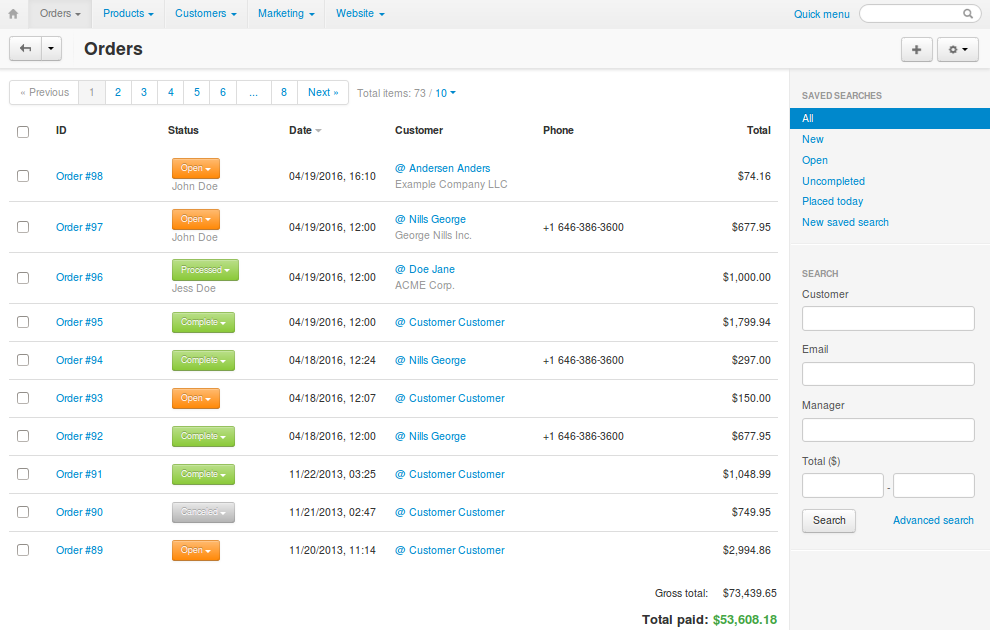 Orders Products Customers Marketing Website Quick menu
Orders
« Previous 1 2 3 4 5 6 ... 8 Next » Total items: 73 / 10
ID Status Date Customer Phone Total
Order #98 Open John Doe 04/19/2016, 16:10 @ Andersen Anders Example Company LLC $74.16
Order #97 Open John Doe 04/19/2016, 12:00 @ Nills George George Nills Inc. +1 646-386-3600 $677.95
Order #96 Processed Jess Doe 04/19/2016, 12:00 @ Doe Jane ACME Corp. $1,000.00
Order #95 Complete 04/19/2016, 12:00 @ Customer Customer $1,799.94
Order #94 Complete 04/18/2016, 12:24 @ Nills George +1 646-386-3600 $297.00
Order #93 Open 04/18/2016, 12:07 @ Customer Customer $150.00
Order #92 Complete 04/18/2016, 12:00 @ Nills George +1 646-386-3600 $677.95
Order #91 Complete 11/22/2013, 03:25 @ Customer Customer $1,048.99
Order #90 Canceled 11/21/2013, 02:47 @ Customer Customer $749.95
Order #89 Open 11/20/2013, 11:14 @ Customer Customer $2,994.86
Gross total: $73,439.65
Total paid: $53,608.18
SAVED SEARCHES
All
New
Open
Uncompleted
Placed today
New saved search
SEARCH
Customer
Email
Manager
Total ($)
-
Search Advanced search